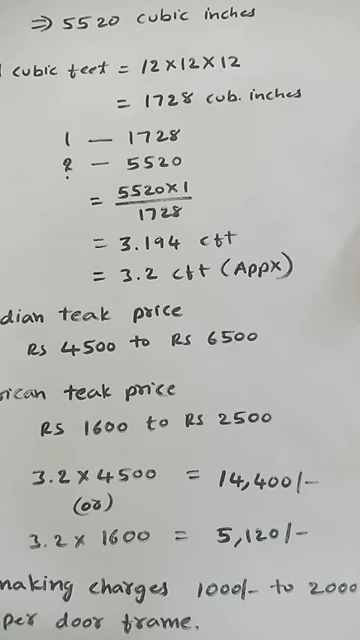 ⇒ 5520 cubic inches
cubic feet = 12×12×12
= 1728 cub. inches
1 — 1728
? — 5520
= 5520×1
1728
= 3.194 cft
= 3.2 cft (Appx)
dian teak price
Rs 4500 to Rs 6500
rican teak price
Rs 1600 to Rs 2500
3.2 × 4500 = 14,400/-
(or)
3.2 × 1600 = 5,120/-
making charges 1000/- to 2000
per door frame.